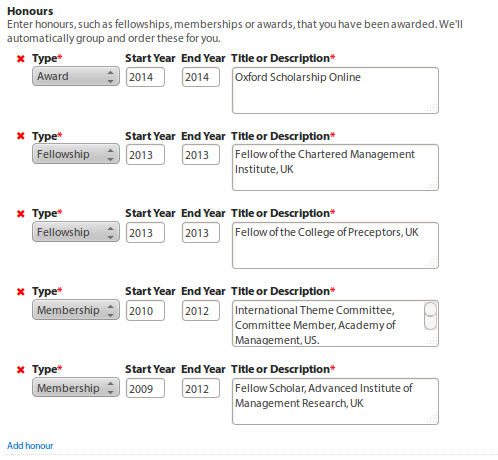 Honours
Enter honours, such as fellowships, memberships or awards, that you have been awarded. We'll
automatically group and order these for you.
Type* Start Year End Year Title or Description*
Award 2014 2014 Oxford Scholarship Online
Type* Start Year End Year Title or Description*
Fellowship 2013 2013 Fellow of the Chartered Management
Institute, UK
Type* Start Year End Year Title or Description*
Fellowship 2013 2013 Fellow of the College of Preceptors, UK
Type* Start Year End Year Title or Description*
Membership 2010 2012 International Theme Committee,
Committee Member, Academy of
Management, US.
Type* Start Year End Year Title or Description*
Membership 2009 2012 Fellow Scholar, Advanced Institute of
Management Research, UK
Add honour